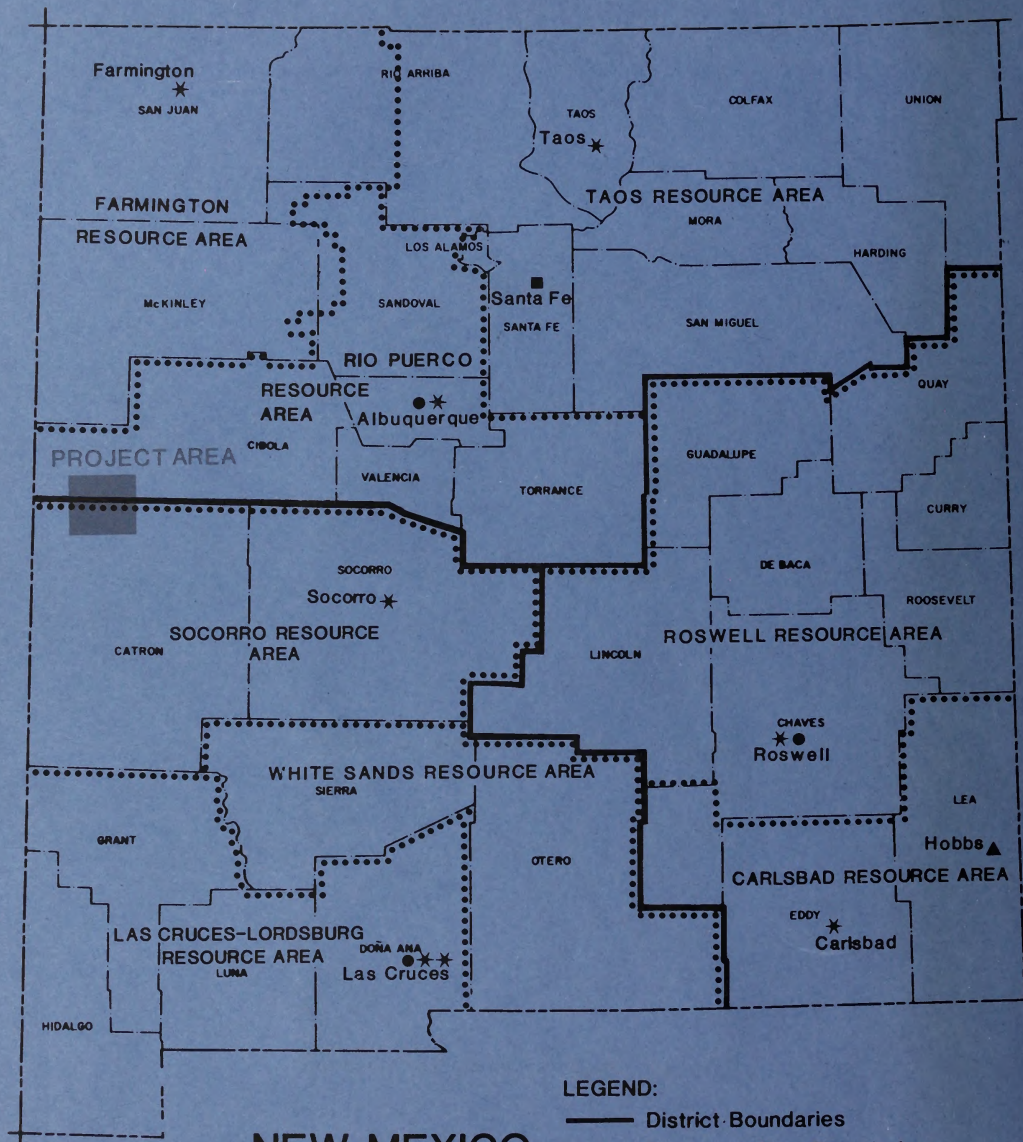 Farmington
SAN JUAN
RIO ARRIBA
TAOS
Taos
COLFAX
UNION
FARMINGTON
RESOURCE AREA
TAOS RESOURCE AREA
MORA
LOS ALAMOS
HARDING
McKINLEY
SANDOVAL
Santa Fe
SANTA FE
SAN MIGUEL
RIO PUERCO
RESOURCE
AREA
QUAY
Albuquerque
CIBOLA
PROJECT AREA
VALENCIA
TORRANCE
GUADALUPE
CURRY
DE BACA
SOCORRO
Socorro
ROOSEVELT
SOCORRO RESOURCE
AREA
CATRON
LINCOLN
ROSWELL RESOURCE AREA
CHAVES
Roswell
WHITE SANDS RESOURCE AREA
SIERRA
LEA
GRANT
Hobbs
OTERO
CARLSBAD RESOURCE AREA
EDDY
Carlsbad
LAS CRUCES-LORDSBURG
RESOURCE AREA
LUNA
DOÑA ANA
Las Cruces
HIDALGO
LEGEND:
District Boundaries
NEW MEXICO